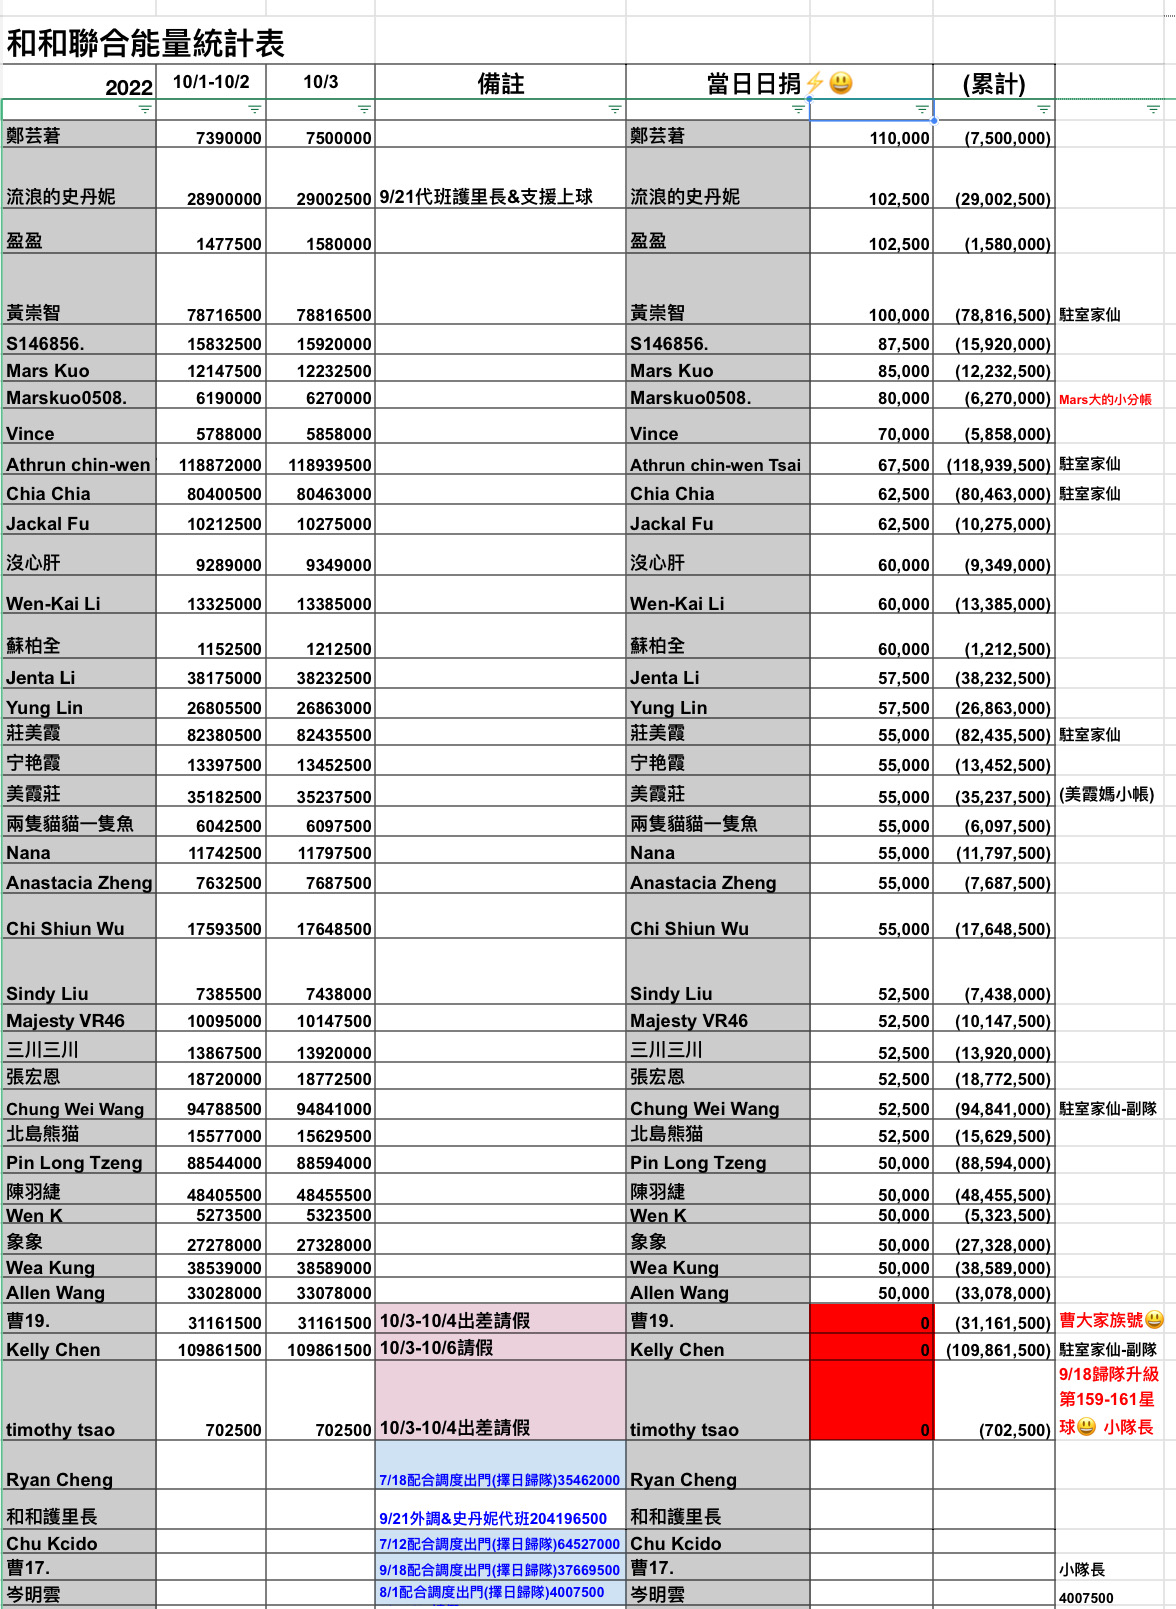 和和聯合能量統計表
2022 10/1-10/2 10/3 備註 當日日捐⚡😃 (累計)
鄭芸著 7390000 7500000 鄭芸著 110,000 (7,500,000)
流浪的史丹妮 28900000 29002500 9/21代班護里長&支援上球 流浪的史丹妮 102,500 (29,002,500)
盈盈 1477500 1580000 盈盈 102,500 (1,580,000)
黃崇智 78716500 78816500 黃崇智 100,000 (78,816,500) 駐室家仙
S146856. 15832500 15920000 S146856. 87,500 (15,920,000)
Mars Kuo 12147500 12232500 Mars Kuo 85,000 (12,232,500)
Marskuo0508. 6190000 6270000 Marskuo0508. 80,000 (6,270,000) Mars大的小分帳
Vince 5788000 5858000 Vince 70,000 (5,858,000)
Athrun chin-wen 118872000 118939500 Athrun chin-wen Tsai 67,500 (118,939,500) 駐室家仙
Chia Chia 80400500 80463000 Chia Chia 62,500 (80,463,000) 駐室家仙
Jackal Fu 10212500 10275000 Jackal Fu 62,500 (10,275,000)
沒心肝 9289000 9349000 沒心肝 60,000 (9,349,000)
Wen-Kai Li 13325000 13385000 Wen-Kai Li 60,000 (13,385,000)
蘇柏全 1152500 1212500 蘇柏全 60,000 (1,212,500)
Jenta Li 38175000 38232500 Jenta Li 57,500 (38,232,500)
Yung Lin 26805500 26863000 Yung Lin 57,500 (26,863,000)
莊美霞 82380500 82435500 莊美霞 55,000 (82,435,500) 駐室家仙
宁艳霞 13397500 13452500 宁艳霞 55,000 (13,452,500)
美霞莊 35182500 35237500 美霞莊 55,000 (35,237,500) (美霞媽小帳)
兩隻貓貓一隻魚 6042500 6097500 兩隻貓貓一隻魚 55,000 (6,097,500)
Nana 11742500 11797500 Nana 55,000 (11,797,500)
Anastacia Zheng 7632500 7687500 Anastacia Zheng 55,000 (7,687,500)
Chi Shiun Wu 17593500 17648500 Chi Shiun Wu 55,000 (17,648,500)
Sindy Liu 7385500 7438000 Sindy Liu 52,500 (7,438,000)
Majesty VR46 10095000 10147500 Majesty VR46 52,500 (10,147,500)
三川三川 13867500 13920000 三川三川 52,500 (13,920,000)
張宏恩 18720000 18772500 張宏恩 52,500 (18,772,500)
Chung Wei Wang 94788500 94841000 Chung Wei Wang 52,500 (94,841,000) 駐室家仙-副隊
北島熊猫 15577000 15629500 北島熊猫 52,500 (15,629,500)
Pin Long Tzeng 88544000 88594000 Pin Long Tzeng 50,000 (88,594,000)
陳羽緁 48405500 48455500 陳羽緁 50,000 (48,455,500)
Wen K 5273500 5323500 Wen K 50,000 (5,323,500)
象象 27278000 27328000 象象 50,000 (27,328,000)
Wea Kung 38539000 38589000 Wea Kung 50,000 (38,589,000)
Allen Wang 33028000 33078000 Allen Wang 50,000 (33,078,000)
曹19. 31161500 31161500 10/3-10/4出差請假 曹19. 0 (31,161,500) 曹大家族號😃
Kelly Chen 109861500 109861500 10/3-10/6請假 Kelly Chen 0 (109,861,500) 駐室家仙-副隊
9/18歸隊升級
第159-161星
timothy tsao 702500 702500 10/3-10/4出差請假 timothy tsao 0 (702,500) 球😃 小隊長
Ryan Cheng 7/18配合調度出門(擇日歸隊)35462000 Ryan Cheng
和和護里長 9/21外調&史丹妮代班204196500 和和護里長
Chu Kcido 7/12配合調度出門(擇日歸隊)64527000 Chu Kcido
曹17. 9/18配合調度出門(擇日歸隊)37669500 曹17. 小隊長
岑明雲 8/1配合調度出門(擇日歸隊)4007500 岑明雲 4007500